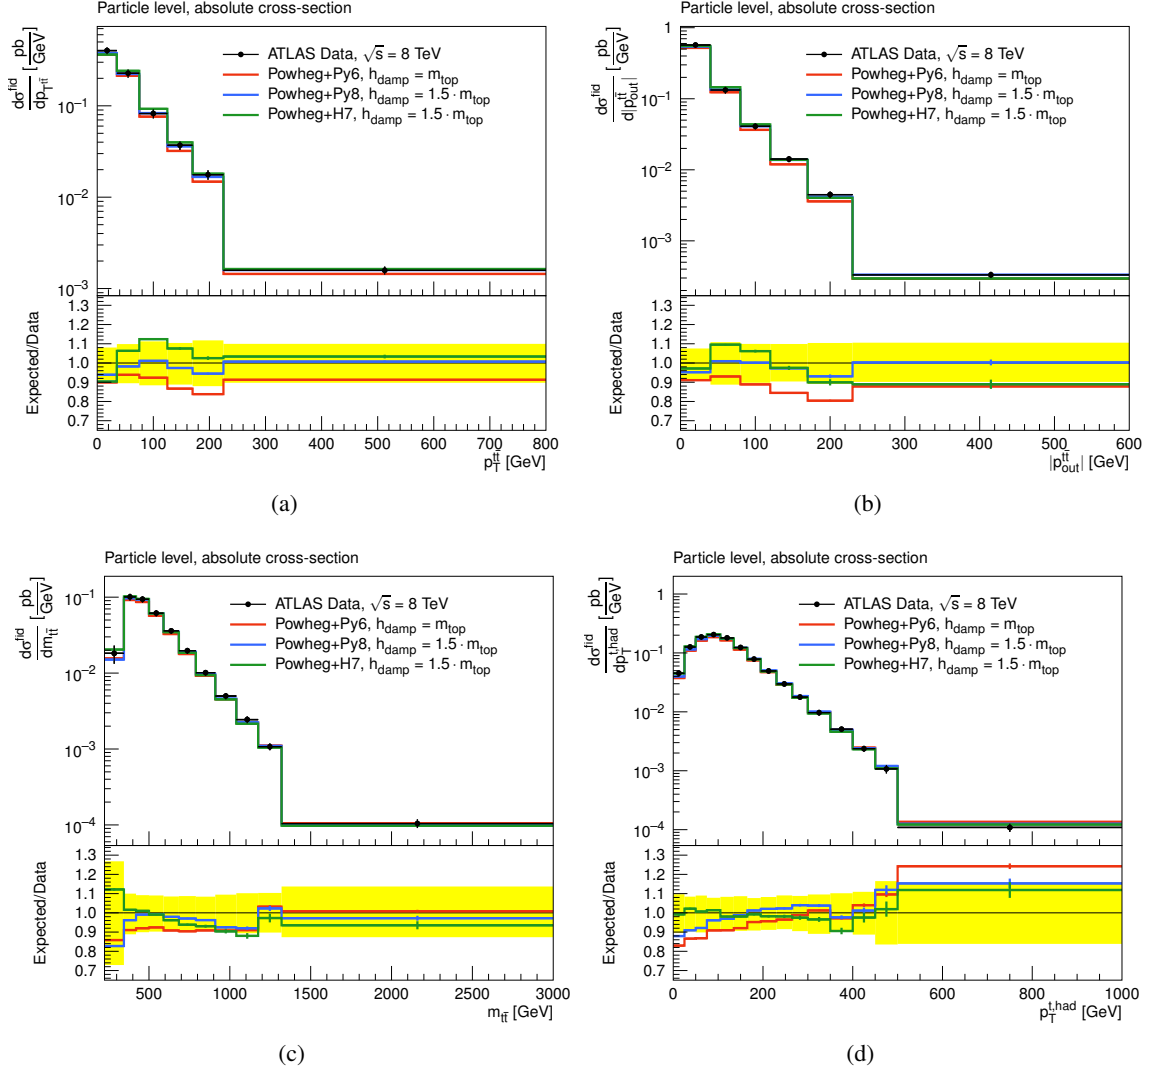 Particle level, absolute cross-section
dσ^fid/dp_T^tt̄ [pb/GeV]
ATLAS Data, √s = 8 TeV
Powheg+Py6, h_damp = m_top
Powheg+Py8, h_damp = 1.5 · m_top
Powheg+H7, h_damp = 1.5 · m_top
10⁻¹
10⁻²
10⁻³
Expected/Data
1.3
1.2
1.1
1.0
0.9
0.8
0.7
0 100 200 300 400 500 600 700 800
p_T^tt̄ [GeV]
(a)
Particle level, absolute cross-section
dσ^fid/d|p_out^tt̄| [pb/GeV]
ATLAS Data, √s = 8 TeV
Powheg+Py6, h_damp = m_top
Powheg+Py8, h_damp = 1.5 · m_top
Powheg+H7, h_damp = 1.5 · m_top
1
10⁻¹
10⁻²
10⁻³
Expected/Data
1.3
1.2
1.1
1.0
0.9
0.8
0.7
0 100 200 300 400 500 600
|p_out^tt̄| [GeV]
(b)
Particle level, absolute cross-section
dσ^fid/dm_tt̄ [pb/GeV]
ATLAS Data, √s = 8 TeV
Powheg+Py6, h_damp = m_top
Powheg+Py8, h_damp = 1.5 · m_top
Powheg+H7, h_damp = 1.5 · m_top
10⁻¹
10⁻²
10⁻³
10⁻⁴
Expected/Data
1.3
1.2
1.1
1.0
0.9
0.8
0.7
500 1000 1500 2000 2500 3000
m_tt̄ [GeV]
(c)
Particle level, absolute cross-section
dσ^fid/dp_T^t,had [pb/GeV]
ATLAS Data, √s = 8 TeV
Powheg+Py6, h_damp = m_top
Powheg+Py8, h_damp = 1.5 · m_top
Powheg+H7, h_damp = 1.5 · m_top
1
10⁻¹
10⁻²
10⁻³
10⁻⁴
Expected/Data
1.3
1.2
1.1
1.0
0.9
0.8
0.7
0 200 400 600 800 1000
p_T^t,had [GeV]
(d)